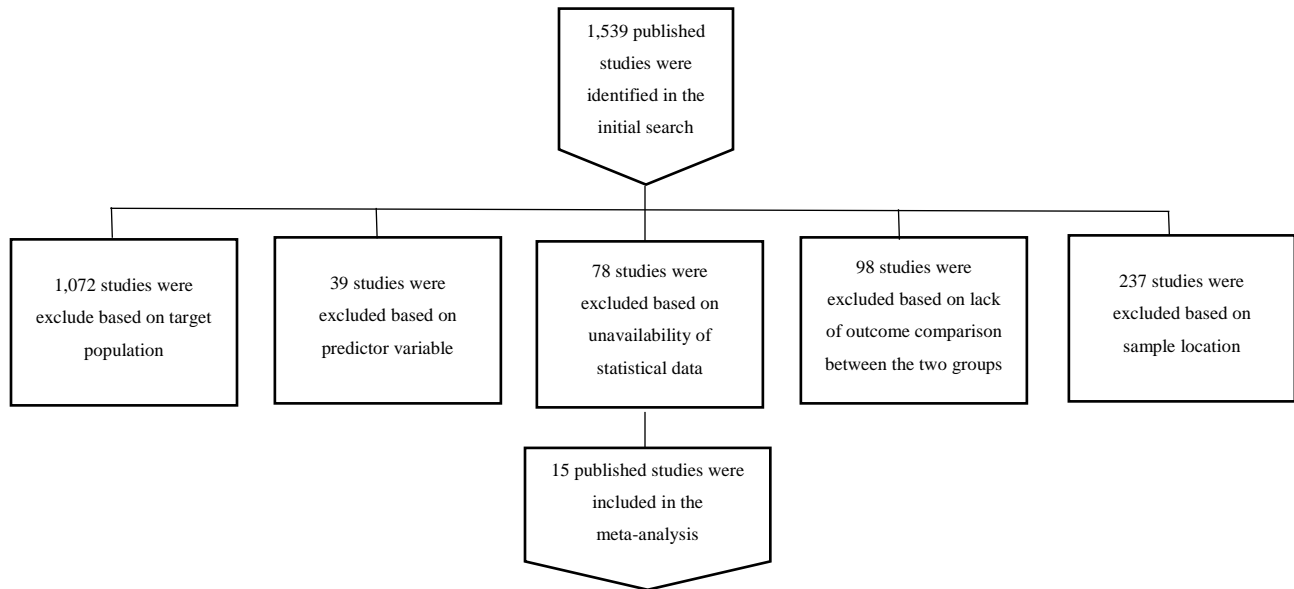 1,539 published
studies were
identified in the
initial search
1,072 studies were
exclude based on target
population
39 studies were
excluded based on
predictor variable
78 studies were
excluded based on
unavailability of
statistical data
98 studies were
excluded based on lack
of outcome comparison
between the two groups
237 studies were
excluded based on
sample location
15 published studies were
included in the
meta-analysis